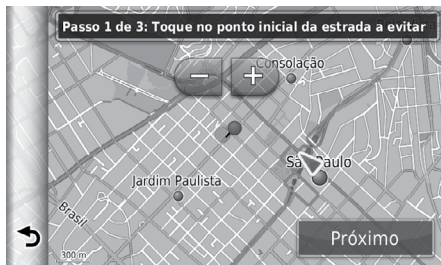 Passo 1 de 3: Toque no ponto inicial da estrada a evitar
Consolação
São Paulo
Jardim Paulista
Brasil
Próximo
300 m